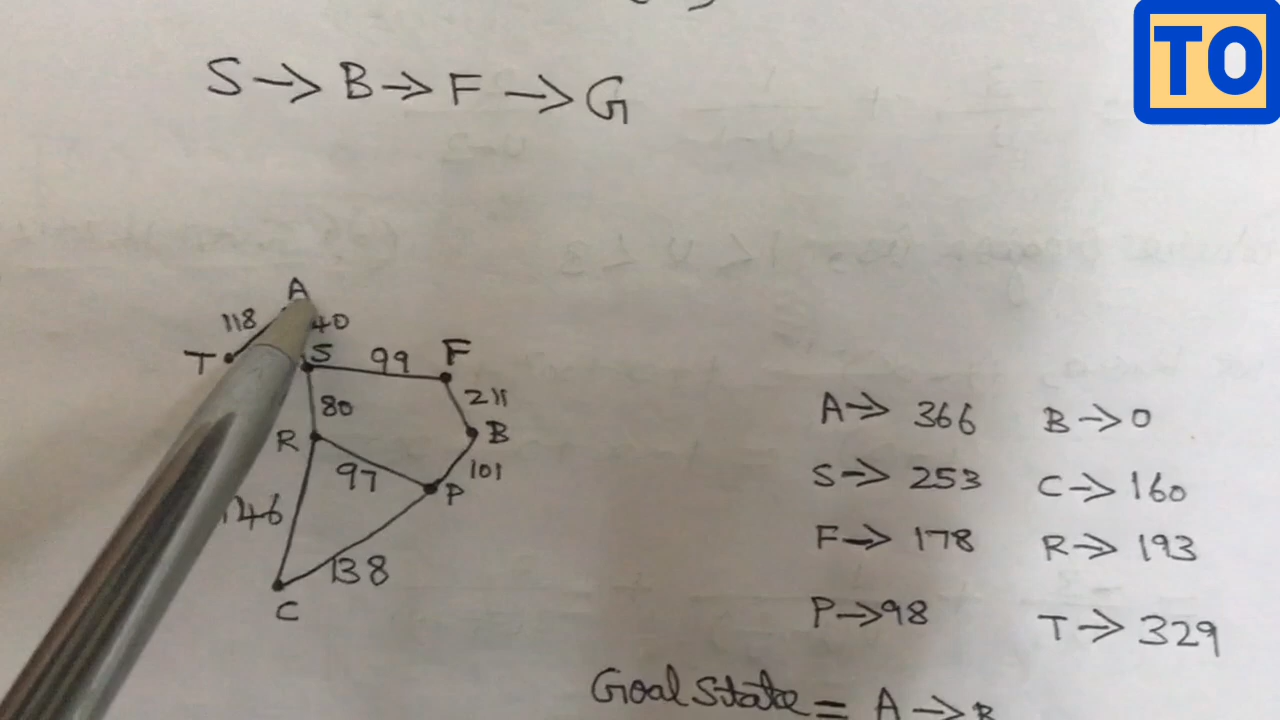 TO
S → B → F → G
A
118 40
T S 99 F
80 211
R B
97 101
146 P
138
C
A → 366 B → 0
S → 253 C → 160
F → 178 R → 193
P → 98 T → 329
Goal State = A → B